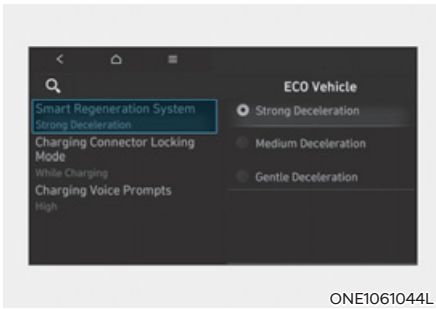 ECO Vehicle
Smart Regeneration System
Strong Deceleration
Charging Connector Locking
Mode
While Charging
Charging Voice Prompts
High
Strong Deceleration
Medium Deceleration
Gentle Deceleration
ONE1061044L